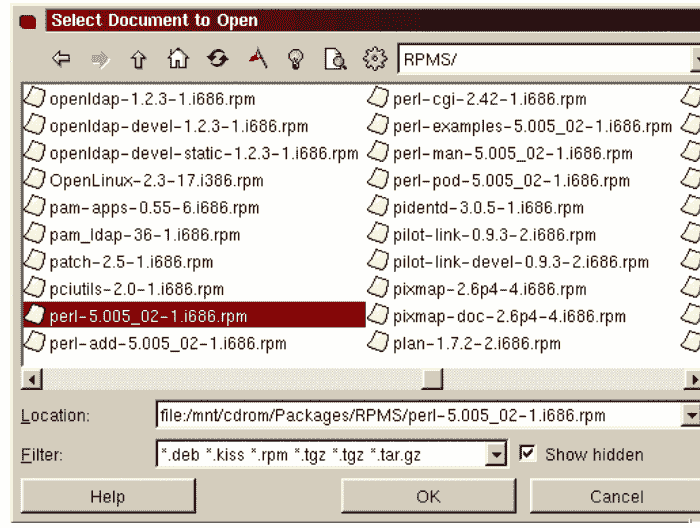 Select Document to Open
RPMS/
openldap-1.2.3-1.i686.rpm
openldap-devel-1.2.3-1.i686.rpm
openldap-devel-static-1.2.3-1.i686.rpm
OpenLinux-2.3-17.i386.rpm
pam-apps-0.55-6.i686.rpm
pam_ldap-36-1.i686.rpm
patch-2.5-1.i686.rpm
pciutils-2.0-1.i686.rpm
perl-5.005_02-1.i686.rpm
perl-add-5.005_02-1.i686.rpm
perl-cgi-2.42-1.i686.rpm
perl-examples-5.005_02-1.i686.rpm
perl-man-5.005_02-1.i686.rpm
perl-pod-5.005_02-1.i686.rpm
pidentd-3.0.5-1.i686.rpm
pilot-link-0.9.3-2.i686.rpm
pilot-link-devel-0.9.3-2.i686.rpm
pixmap-2.6p4-4.i686.rpm
pixmap-doc-2.6p4-4.i686.rpm
plan-1.7.2-2.i686.rpm
Location: file:/mnt/cdrom/Packages/RPMS/perl-5.005_02-1.i686.rpm
Filter: *.deb *.kiss *.rpm *.tgz *.tgz *.tar.gz Show hidden
Help OK Cancel